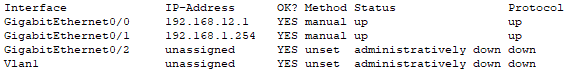 Interface IP-Address OK? Method Status Protocol
GigabitEthernet0/0 192.168.12.1 YES manual up up
GigabitEthernet0/1 192.168.1.254 YES manual up up
GigabitEthernet0/2 unassigned YES unset administratively down down
Vlan1 unassigned YES unset administratively down down